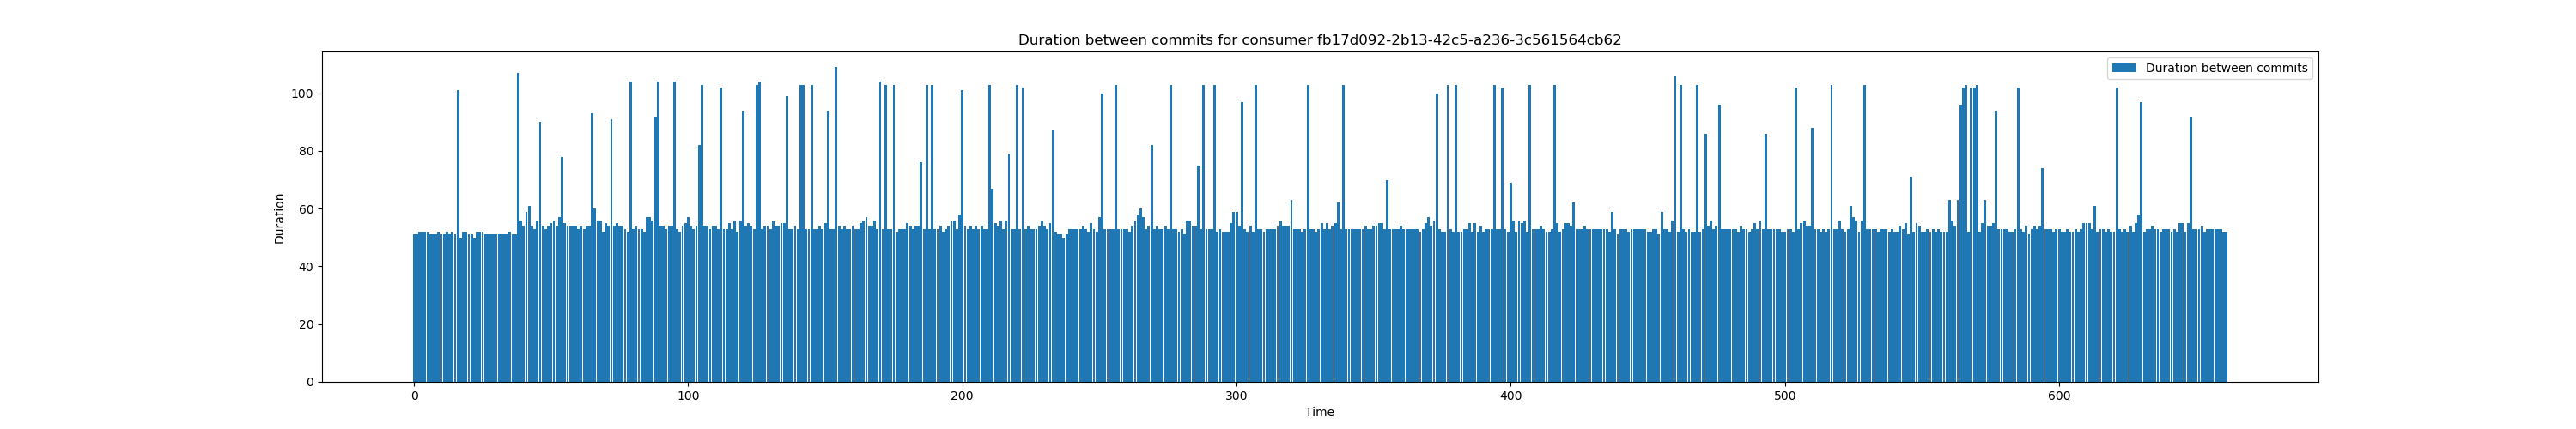 Duration between commits for consumer fb17d092-2b13-42c5-a236-3c561564cb62
Duration between commits
100
80
60
40
20
0
Duration
0 100 200 300 400 500 600
Time